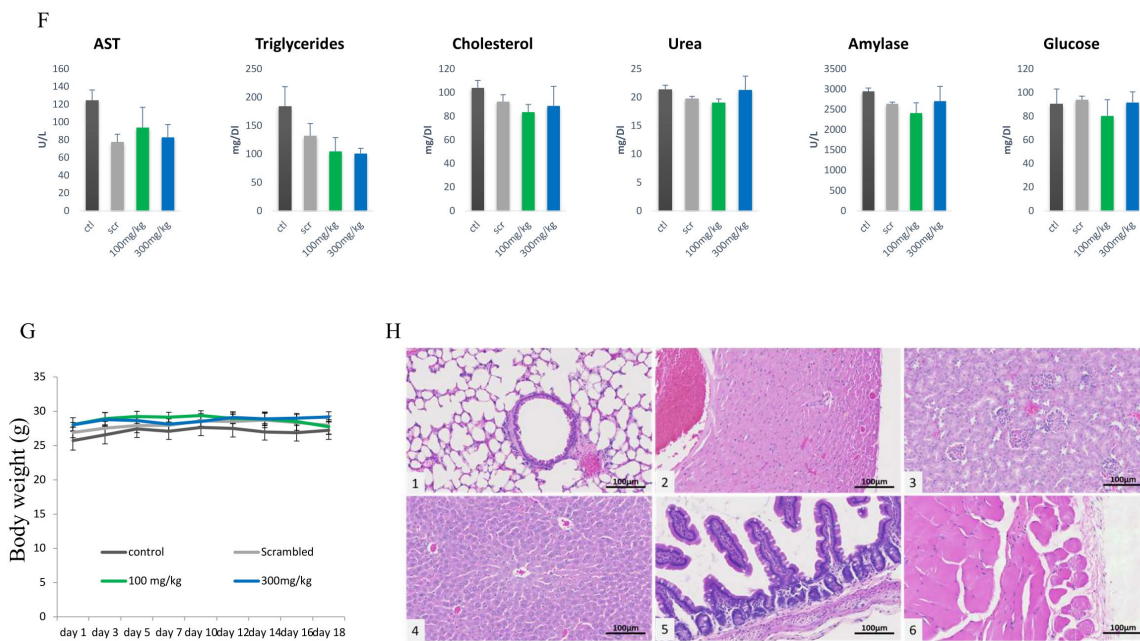 F
AST
Triglycerides
Cholesterol
Urea
Amylase
Glucose
160
140
120
100
80
60
40
20
0
U/L
ctl
scr
100mg/kg
300mg/kg
250
200
150
100
50
0
mg/Dl
ctl
scr
100mg/kg
300mg/kg
120
100
80
60
40
20
0
mg/Dl
ctl
scr
100mg/kg
300mg/kg
25
20
15
10
5
0
mg/Dl
ctl
scr
100mg/kg
300mg/kg
3500
3000
2500
2000
1500
1000
500
0
U/L
ctl
scr
100mg/kg
300mg/kg
120
100
80
60
40
20
0
mg/Dl
ctl
scr
100mg/kg
300mg/kg
G
35
30
25
20
15
10
5
0
Body weight (g)
control
Scrambled
100 mg/kg
300mg/kg
day 1 day 3 day 5 day 7 day 10 day 12 day 14 day 16 day 18
H
1
100µm
2
100µm
3
100µm
4
100µm
5
100µm
6
100µm